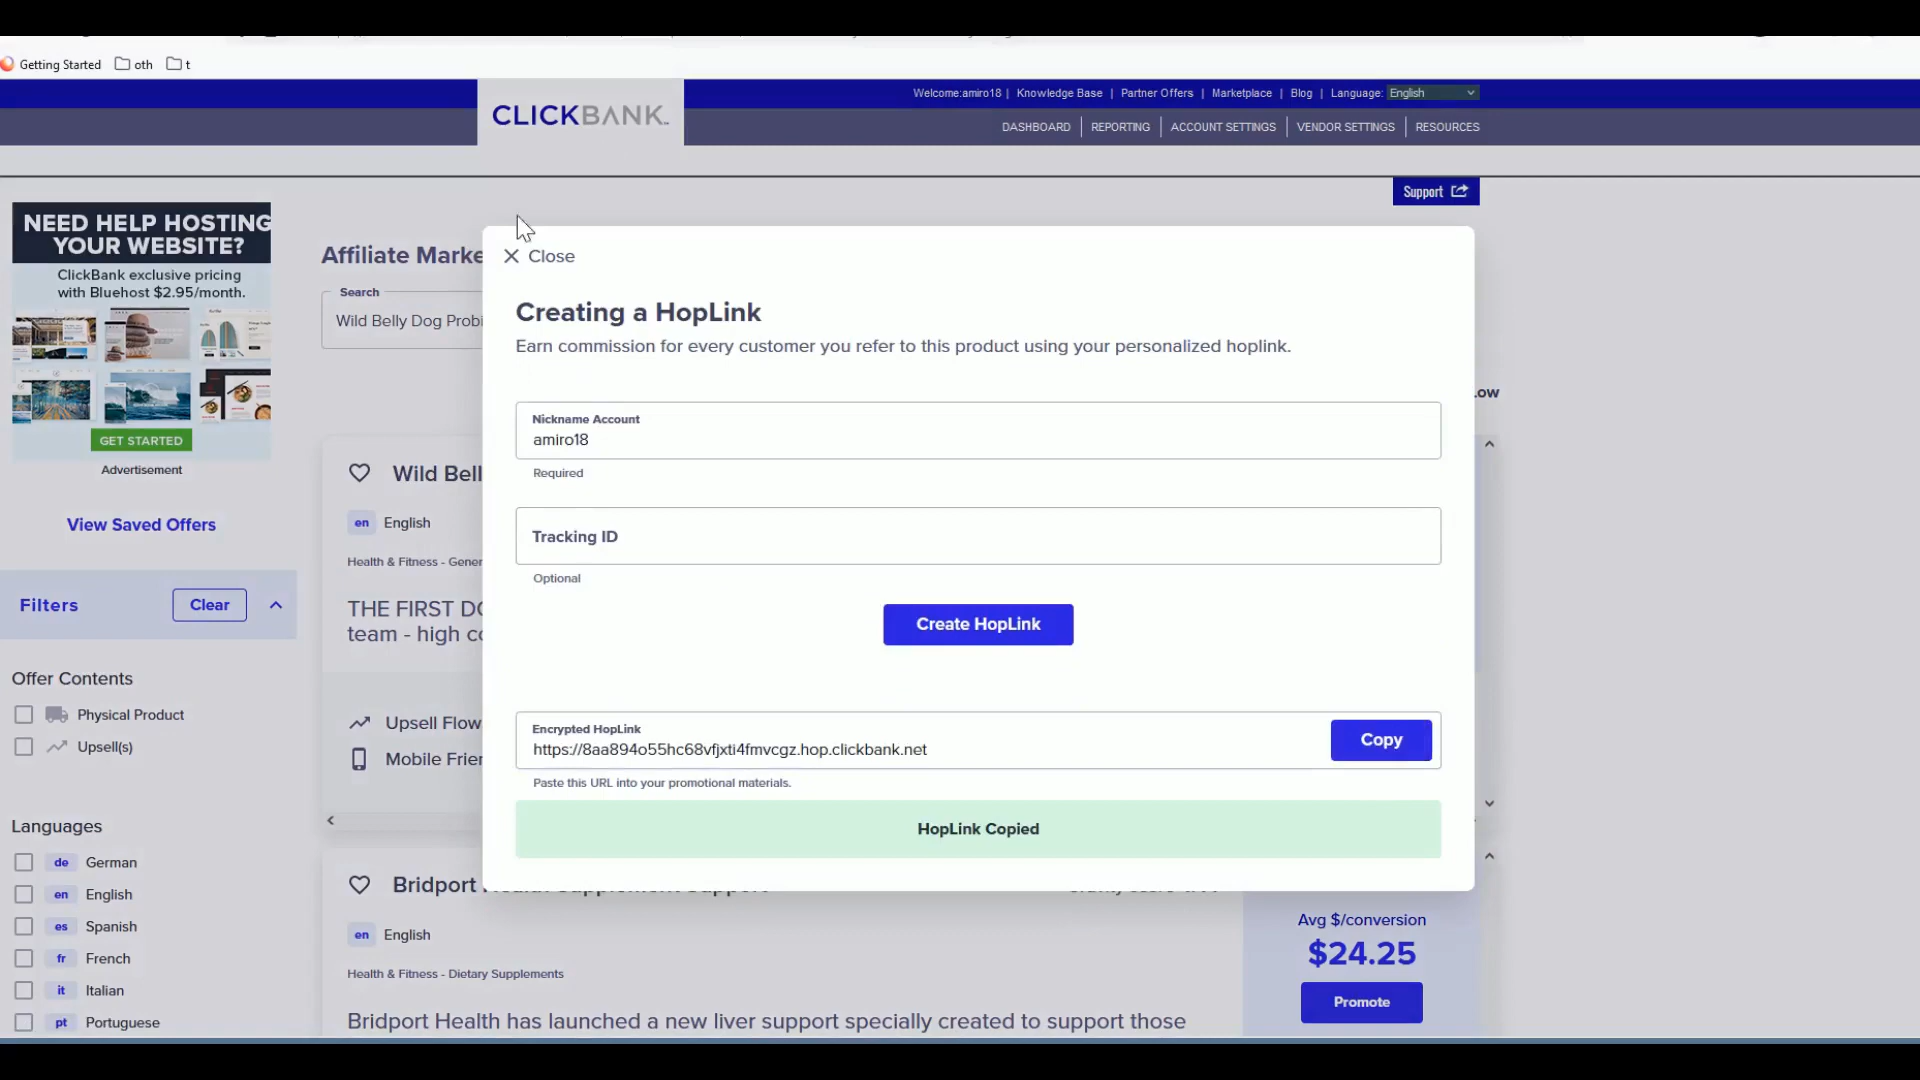 Getting Started
oth
t
CLICKBANK
Welcome:amiro18 | Knowledge Base | Partner Offers | Marketplace | Blog | Language: English
DASHBOARD | REPORTING | ACCOUNT SETTINGS | VENDOR SETTINGS | RESOURCES
Support
NEED HELP HOSTING
YOUR WEBSITE?
ClickBank exclusive pricing
with Bluehost $2.95/month.
GET STARTED
Advertisement
View Saved Offers
Filters
Clear
Offer Contents
Physical Product
Upsell(s)
Languages
de German
en English
es Spanish
fr French
it Italian
pt Portuguese
Affiliate Marke
Search
Wild Belly Dog Probi
Wild Bell
en English
Health & Fitness - Gener
THE FIRST DO
team - high co
Upsell Flow
Mobile Frien
Close
Creating a HopLink
Earn commission for every customer you refer to this product using your personalized hoplink.
Nickname Account
amiro18
Required
Tracking ID
Optional
Create HopLink
Encrypted HopLink
https://8aa894o55hc68vfjxti4fmvcgz.hop.clickbank.net
Copy
Paste this URL into your promotional materials.
HopLink Copied
Bridport
en English
Health & Fitness - Dietary Supplements
Bridport Health has launched a new liver support specially created to support those
Avg $/conversion
$24.25
Promote